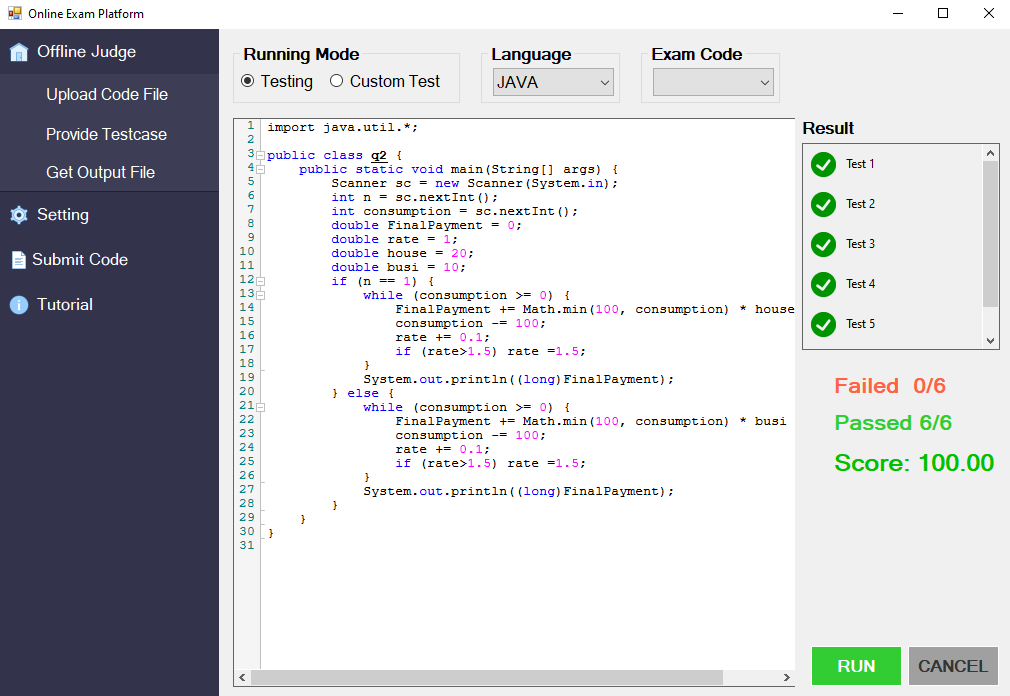 Online Exam Platform
Offline Judge
Upload Code File
Provide Testcase
Get Output File
Setting
Submit Code
Tutorial
Running Mode
Testing Custom Test
Language
JAVA
Exam Code
1 import java.util.*;
2
3 public class q2 {
4 public static void main(String[] args) {
5 Scanner sc = new Scanner(System.in);
6 int n = sc.nextInt();
7 int consumption = sc.nextInt();
8 double FinalPayment = 0;
9 double rate = 1;
10 double house = 20;
11 double busi = 10;
12 if (n == 1) {
13 while (consumption >= 0) {
14 FinalPayment += Math.min(100, consumption) * house
15 consumption -= 100;
16 rate += 0.1;
17 if (rate>1.5) rate =1.5;
18 }
19 System.out.println((long)FinalPayment);
20 } else {
21 while (consumption >= 0) {
22 FinalPayment += Math.min(100, consumption) * busi
23 consumption -= 100;
24 rate += 0.1;
25 if (rate>1.5) rate =1.5;
26 }
27 System.out.println((long)FinalPayment);
28 }
29 }
30 }
31
Result
Test 1
Test 2
Test 3
Test 4
Test 5
Failed 0/6
Passed 6/6
Score: 100.00
RUN CANCEL